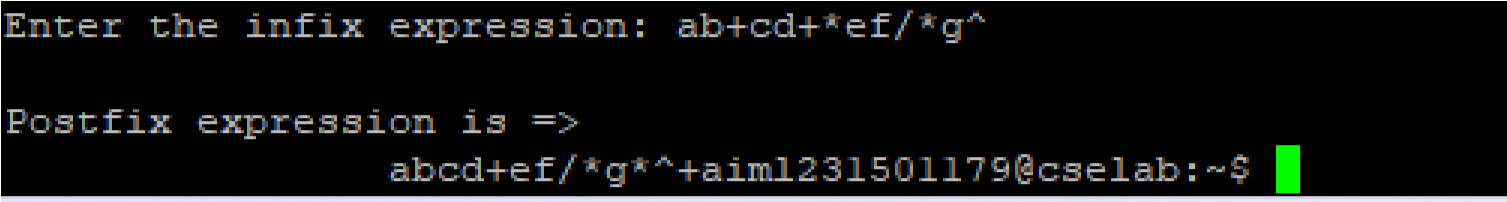 Enter the infix expression: ab+cd+*ef/*g^
Postfix expression is =>
abcd+ef/*g*^+aiml231501179@cselab:~$